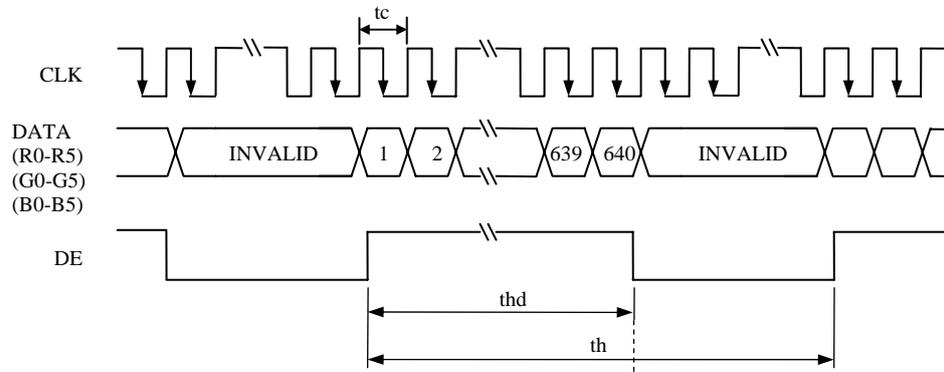 tc
CLK
DATA
(R0-R5)
(G0-G5)
(B0-B5)
INVALID
1
2
639
640
INVALID
DE
thd
th